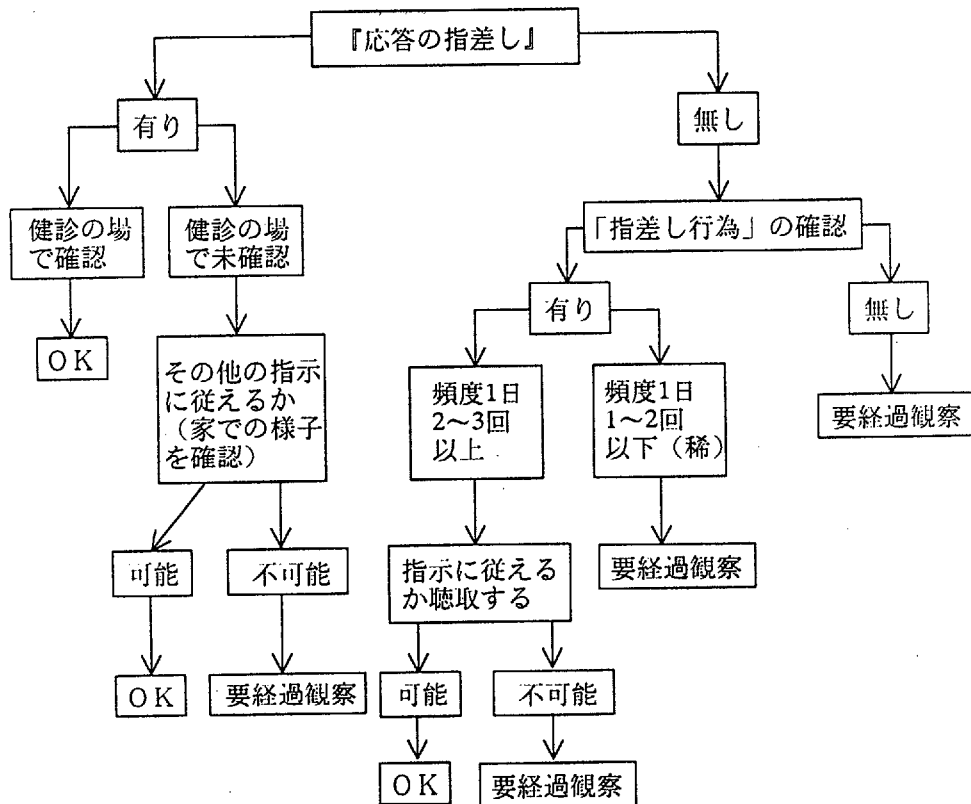 『応答の指差し』
有り
無し
健診の場
で確認
健診の場
で未確認
「指差し行為」の確認
OK
その他の指示
に従えるか
(家での様子
を確認)
有り
無し
頻度1日
2〜3回
以上
頻度1日
1〜2回
以下(稀)
要経過観察
可能
不可能
指示に従える
か聴取する
要経過観察
OK
要経過観察
可能
不可能
OK
要経過観察